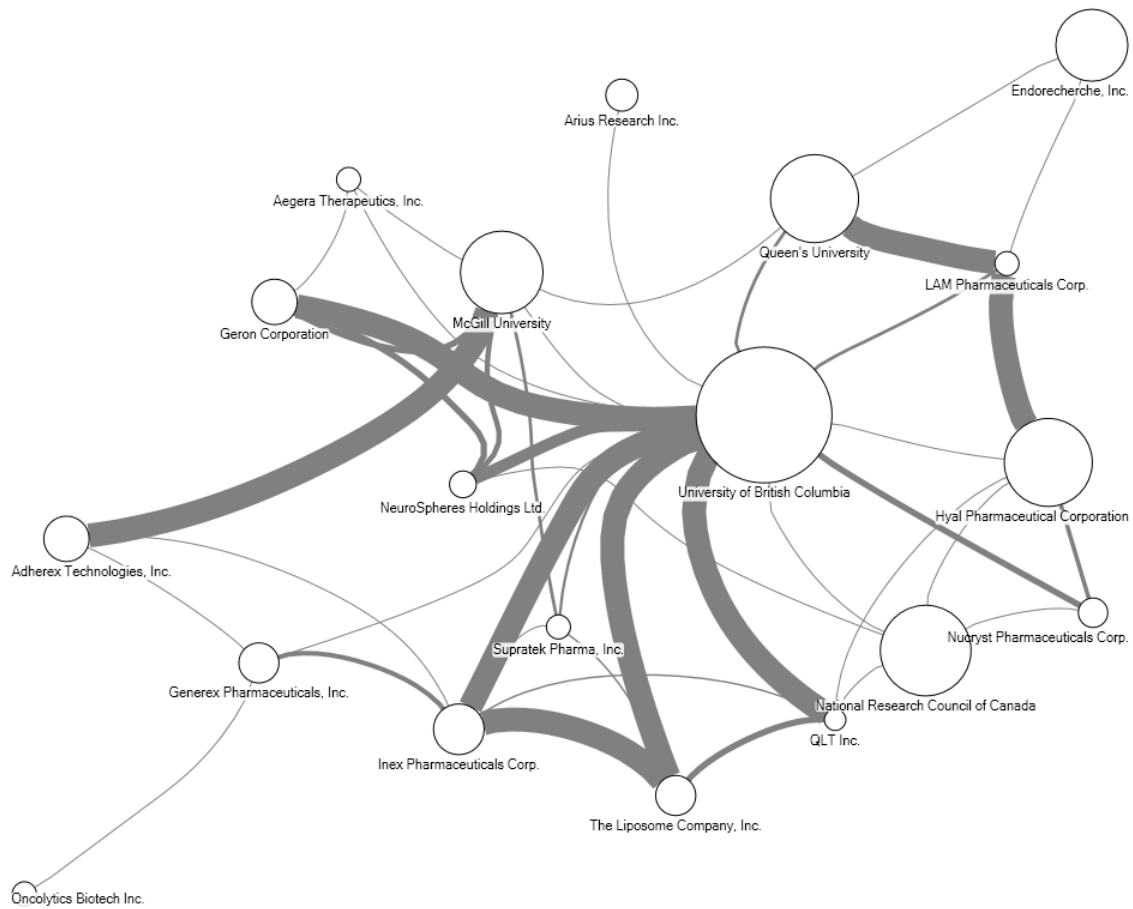 Endorecherche, Inc.
Arius Research Inc.
Aegera Therapeutics, Inc.
Queen's University
LAM Pharmaceuticals Corp.
McGill University
Geron Corporation
University of British Columbia
NeuroSpheres Holdings Ltd.
Hyal Pharmaceutical Corporation
Adherex Technologies, Inc.
Nucryst Pharmaceuticals Corp.
Supratek Pharma, Inc.
Generex Pharmaceuticals, Inc.
National Research Council of Canada
QLT Inc.
Inex Pharmaceuticals Corp.
The Liposome Company, Inc.
Oncolytics Biotech Inc.